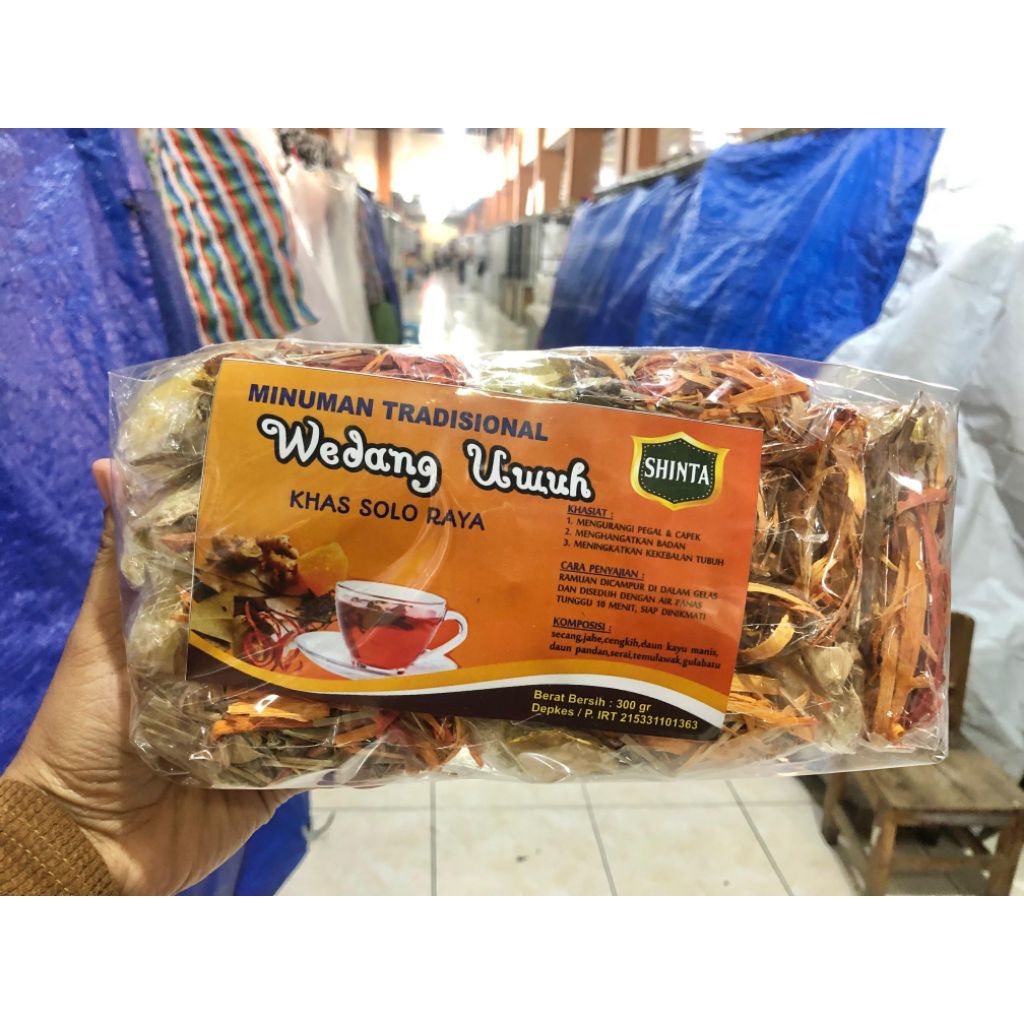 MINUMAN TRADISIONAL
Wedang Uwuh
KHAS SOLO RAYA
SHINTA
KHASIAT :
1. MENGURANGI PEGAL & CAPEK
2. MENGHANGATKAN BADAN
3. MENINGKATKAN KEKEBALAN TUBUH
CARA PENYAJIAN :
RAMUAN DICAMPUR DI DALAM GELAS
DAN DISEDUH DENGAN AIR PANAS
TUNGGU 10 MENIT, SIAP DINIKMATI
KOMPOSISI :
secang,jahe,cengkih,daun kayu manis,
daun pandan,serai,temulawak,gulabatu
Berat Bersih : 300 gr
Depkes / P. IRT 215331101363